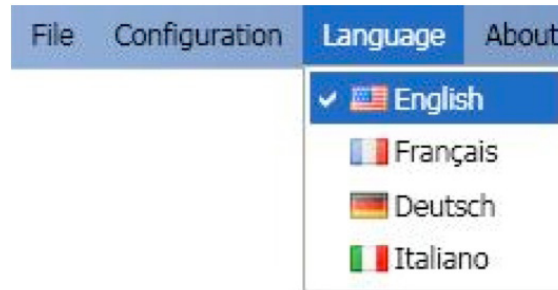 File Configuration Language About
English
Français
Deutsch
Italiano